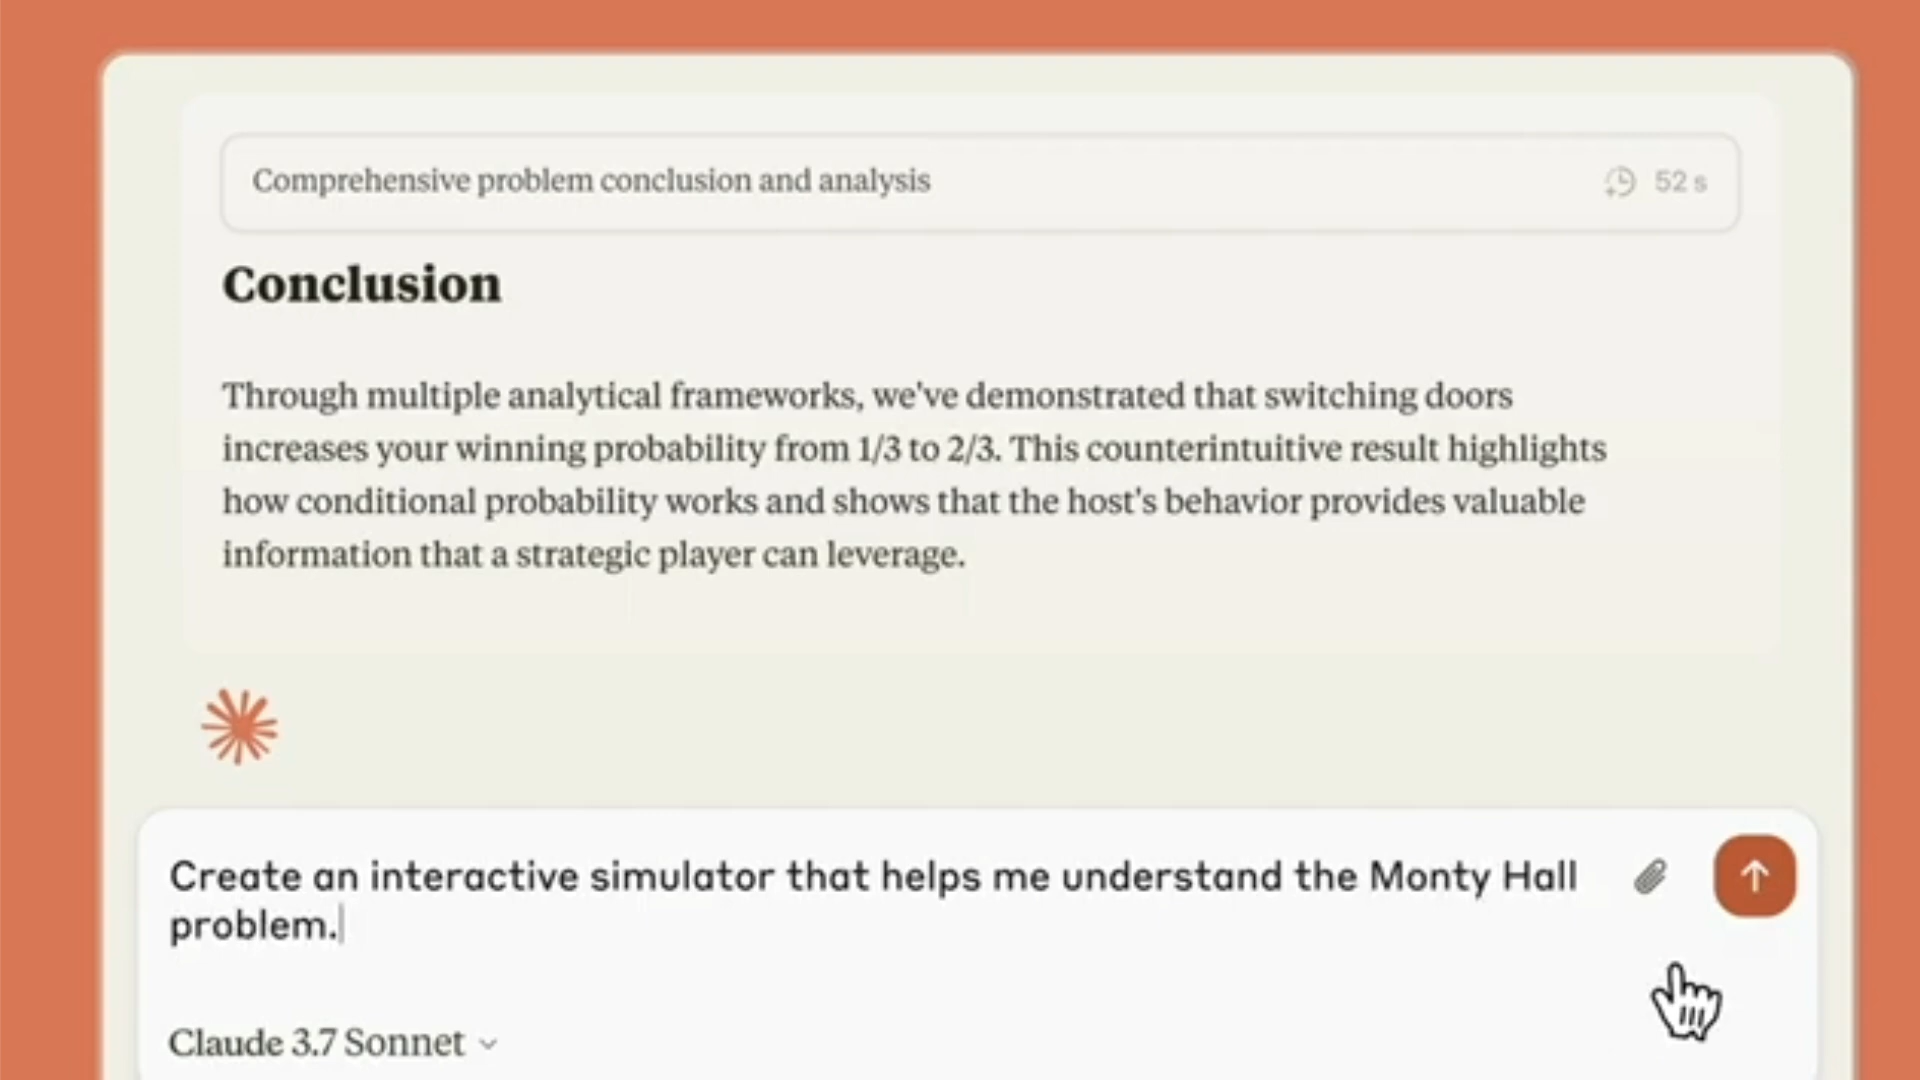 Comprehensive problem conclusion and analysis
52 s
Conclusion
Through multiple analytical frameworks, we've demonstrated that switching doors
increases your winning probability from 1/3 to 2/3. This counterintuitive result highlights
how conditional probability works and shows that the host's behavior provides valuable
information that a strategic player can leverage.
Create an interactive simulator that helps me understand the Monty Hall
problem.
Claude 3.7 Sonnet